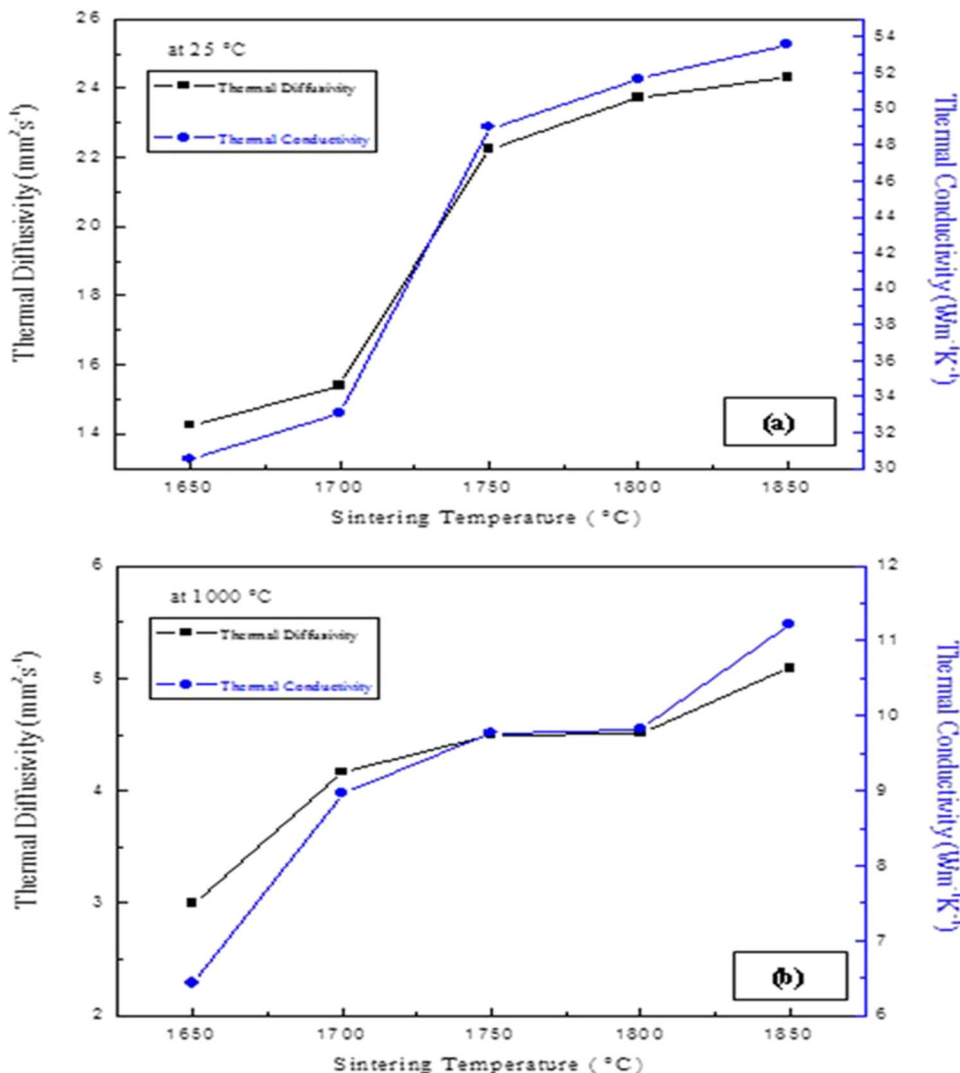 at 25 °C
Thermal Diffusivity
Thermal Conductivity
26
24
22
20
18
16
14
Thermal Diffusivity (mm²s⁻¹)
54
52
50
48
46
44
42
40
38
36
34
32
30
Thermal Conductivity (Wm⁻¹K⁻¹)
(a)
1650 1700 1750 1800 1850
Sintering Temperature ( °C)
at 1000 °C
Thermal Diffusivity
Thermal Conductivity
6
5
4
3
2
Thermal Diffusivity (mm²s⁻¹)
12
11
10
9
8
7
6
Thermal Conductivity (Wm⁻¹K⁻¹)
(b)
1650 1700 1750 1800 1850
Sintering Temperature ( °C)